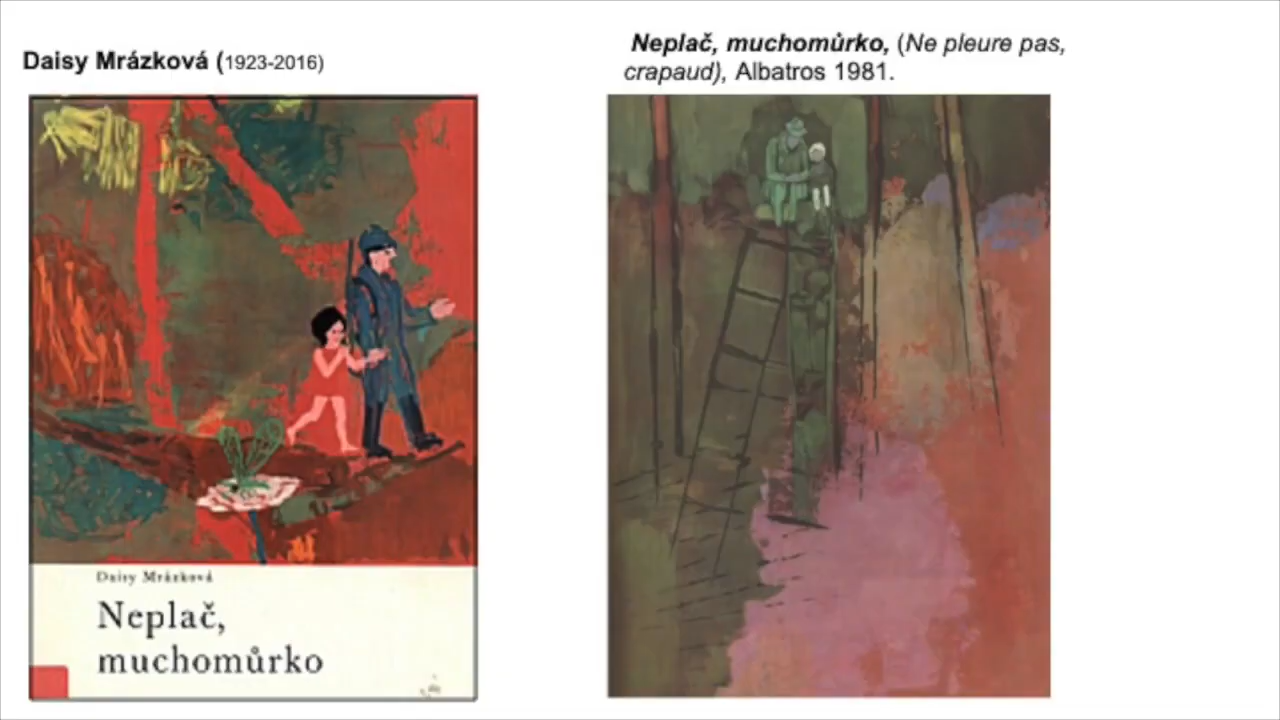 Daisy Mrázková (1923-2016)
Neplač, muchomůrko, (Ne pleure pas,
crapaud), Albatros 1981.
Daisy Mrázková
Neplač,
muchomůrko